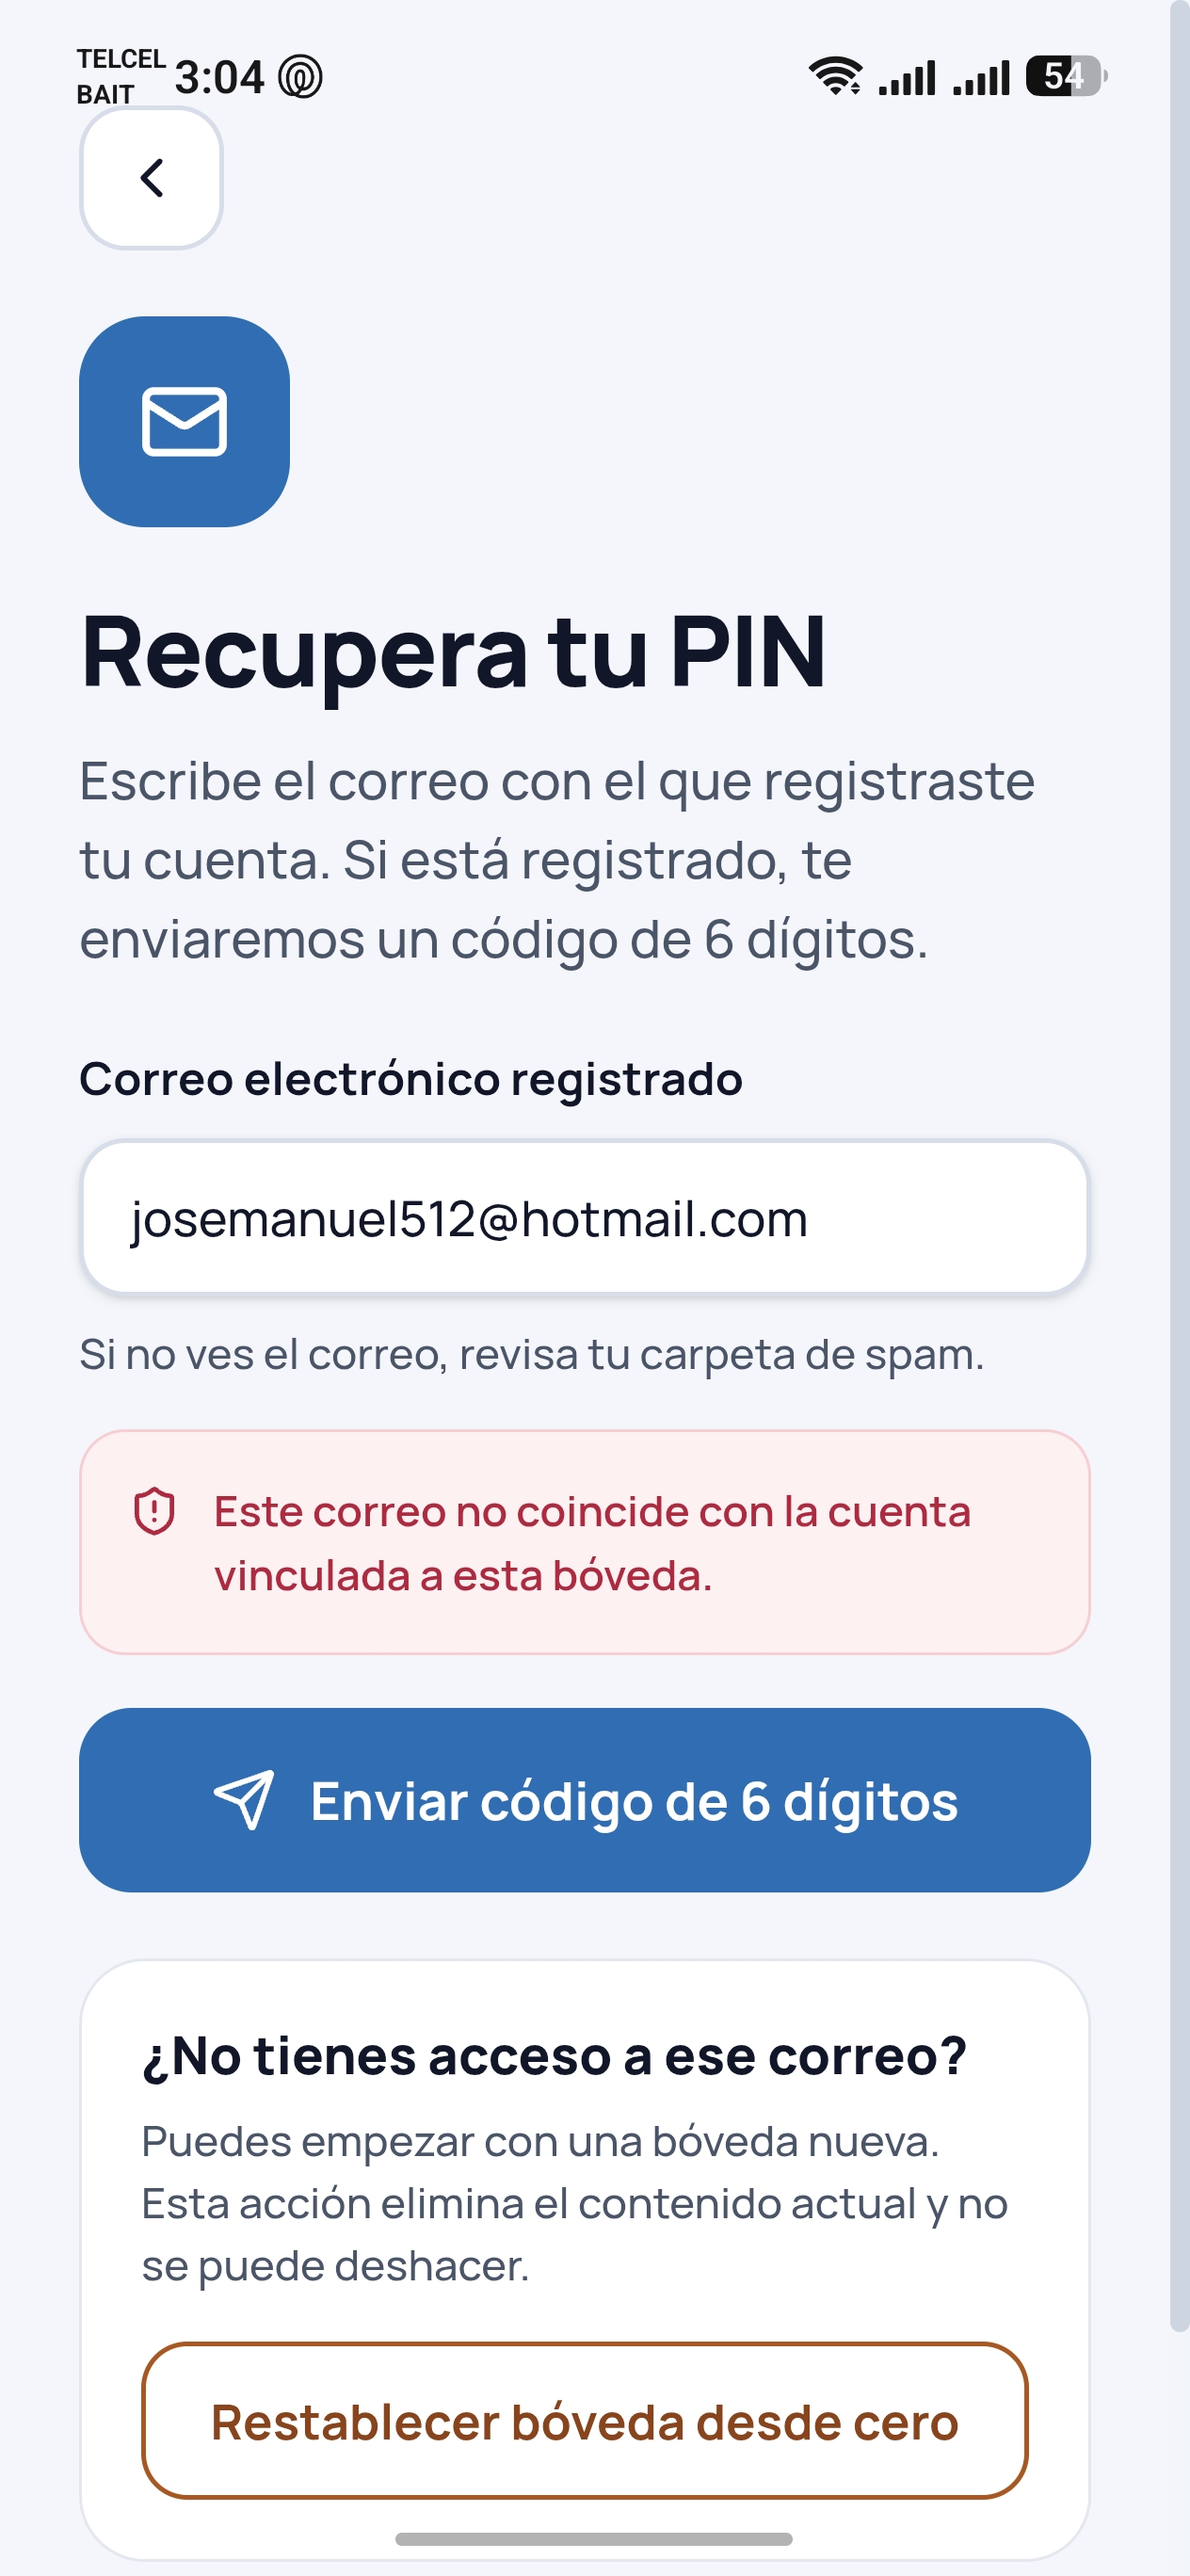 TELCEL
BAIT
3:04
54
Recupera tu PIN
Escribe el correo con el que registraste
tu cuenta. Si está registrado, te
enviaremos un código de 6 dígitos.
Correo electrónico registrado
josemanuel512@hotmail.com
Si no ves el correo, revisa tu carpeta de spam.
Este correo no coincide con la cuenta
vinculada a esta bóveda.
Enviar código de 6 dígitos
¿No tienes acceso a ese correo?
Puedes empezar con una bóveda nueva.
Esta acción elimina el contenido actual y no
se puede deshacer.
Restablecer bóveda desde cero